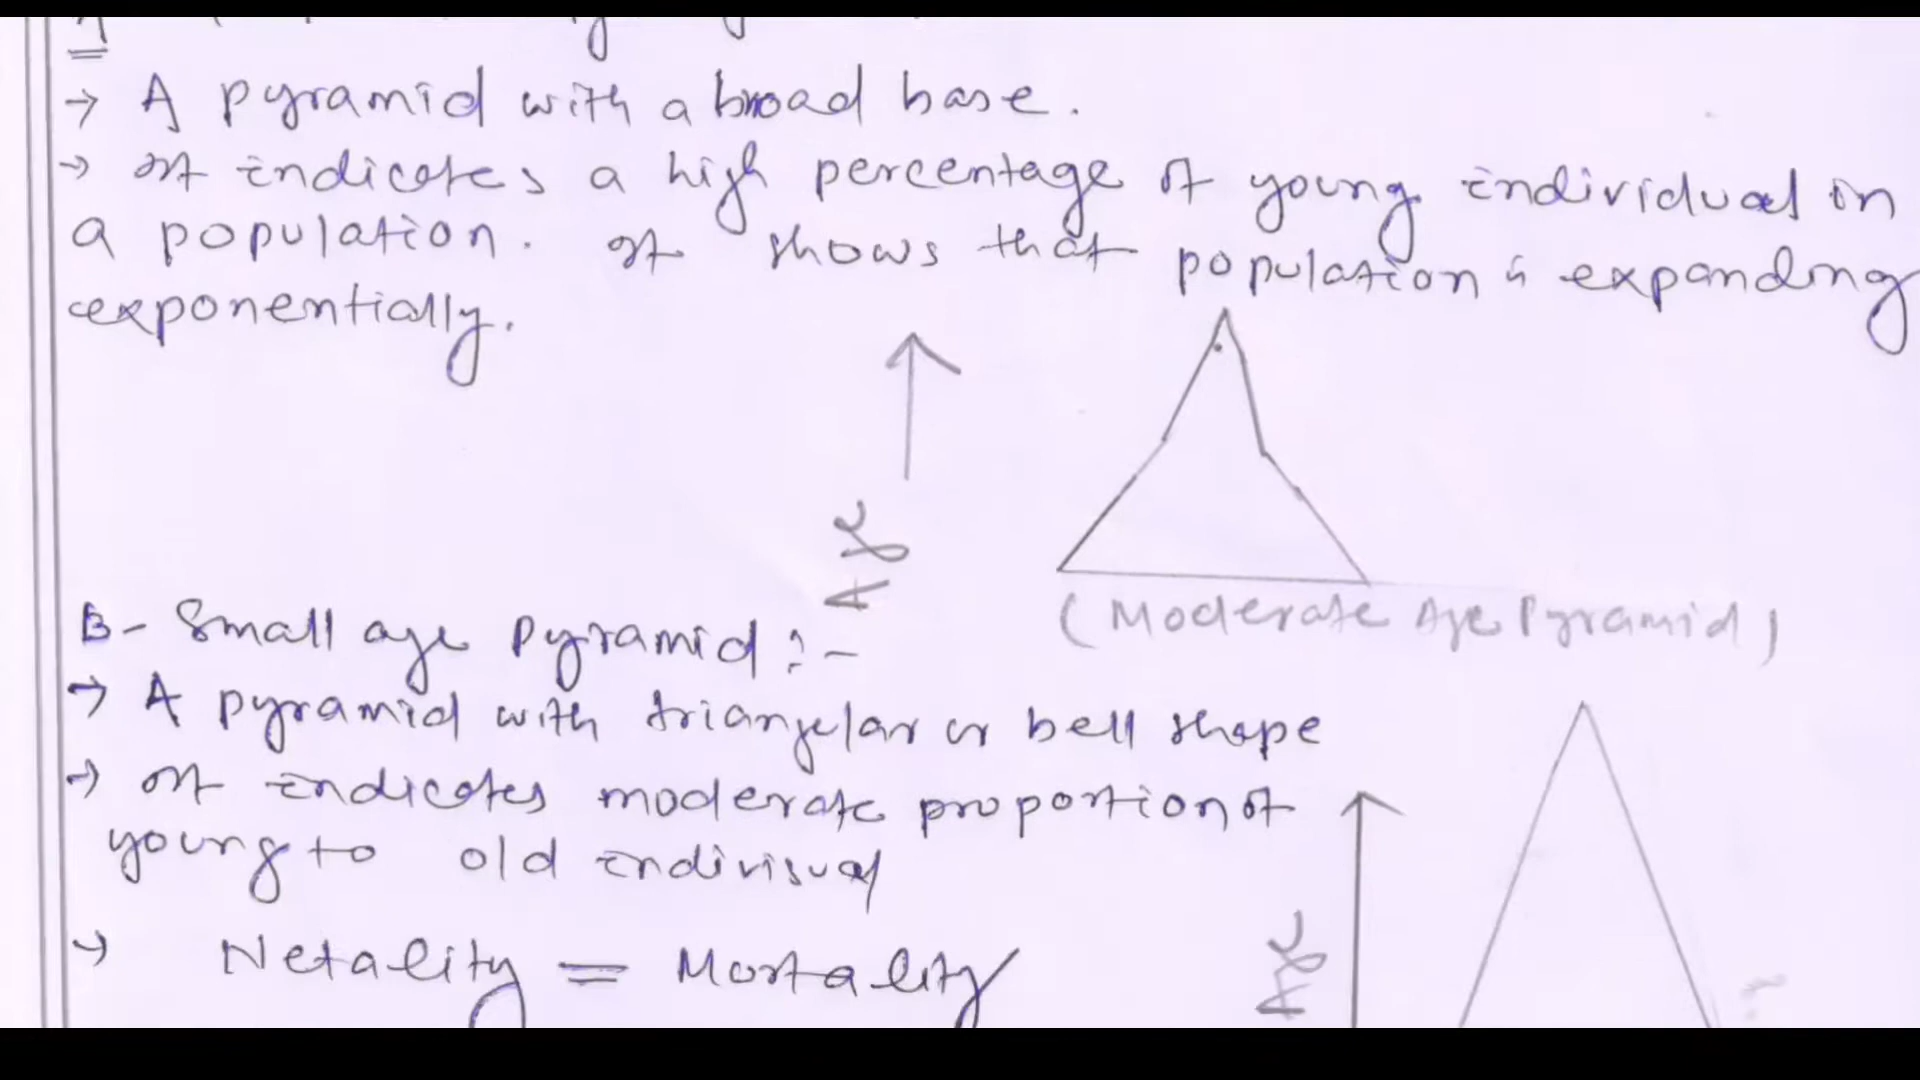 → A pyramid with a broad base.
→ It indicates a high percentage of young individual in
a population. It shows that population is expanding
exponentially.
Age
(Moderate Age Pyramid)
B- Small age pyramid :-
→ A pyramid with triangular or bell shape
→ It indicates moderate proportion of
young to old indivisual
→ Netality = Mortality
Age